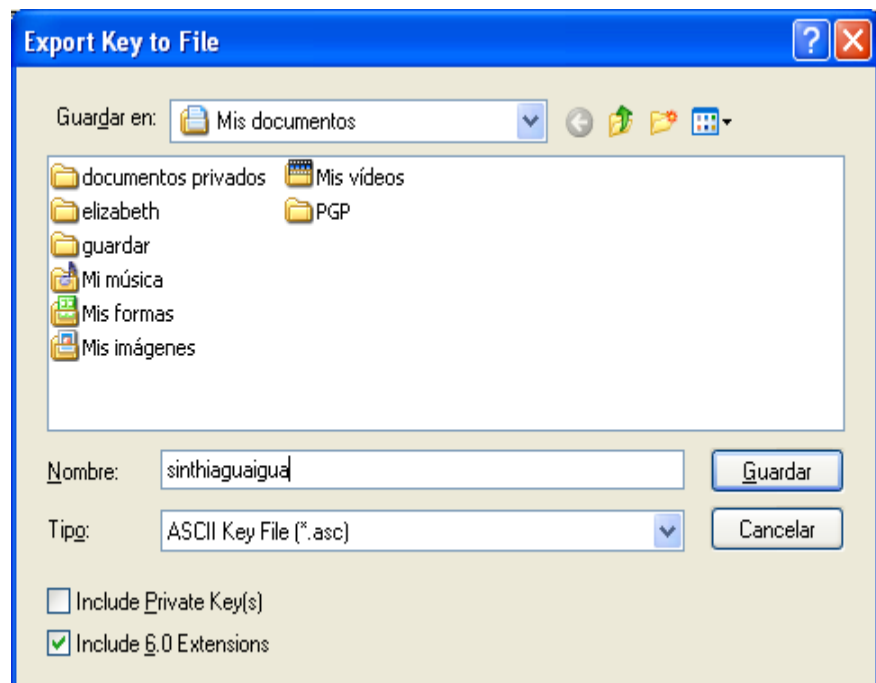 Export Key to File
Guardar en: Mis documentos
documentos privados
elizabeth
guardar
Mi música
Mis formas
Mis imágenes
Mis vídeos
PGP
Nombre: sinthiaguaigua Guardar
Tipo: ASCII Key File (*.asc) Cancelar
Include Private Key(s)
Include 6.0 Extensions